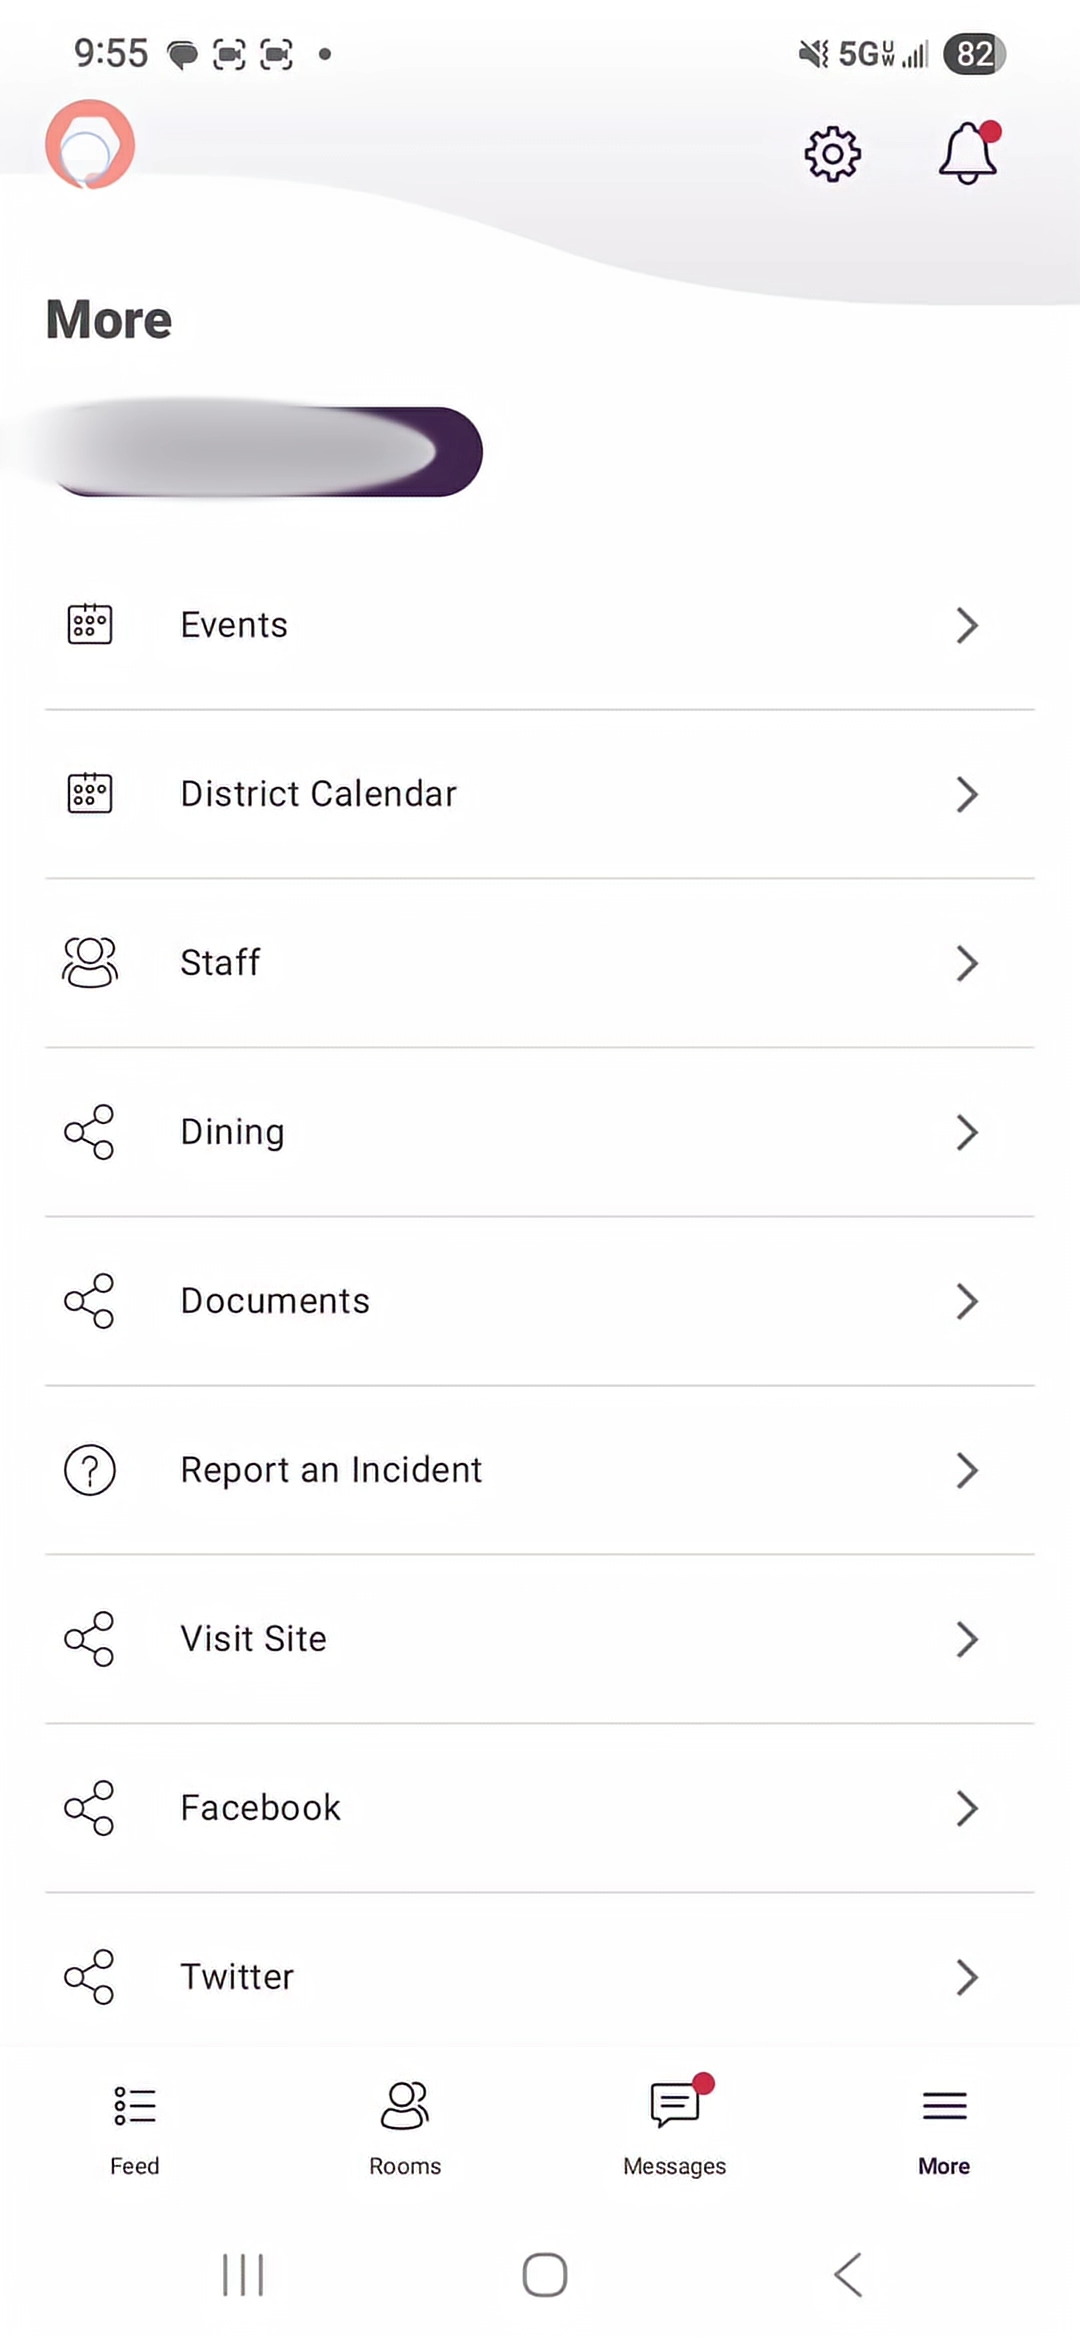 9:55 5G UW 82
More
Events
District Calendar
Staff
Dining
Documents
Report an Incident
Visit Site
Facebook
Twitter
Feed Rooms Messages More